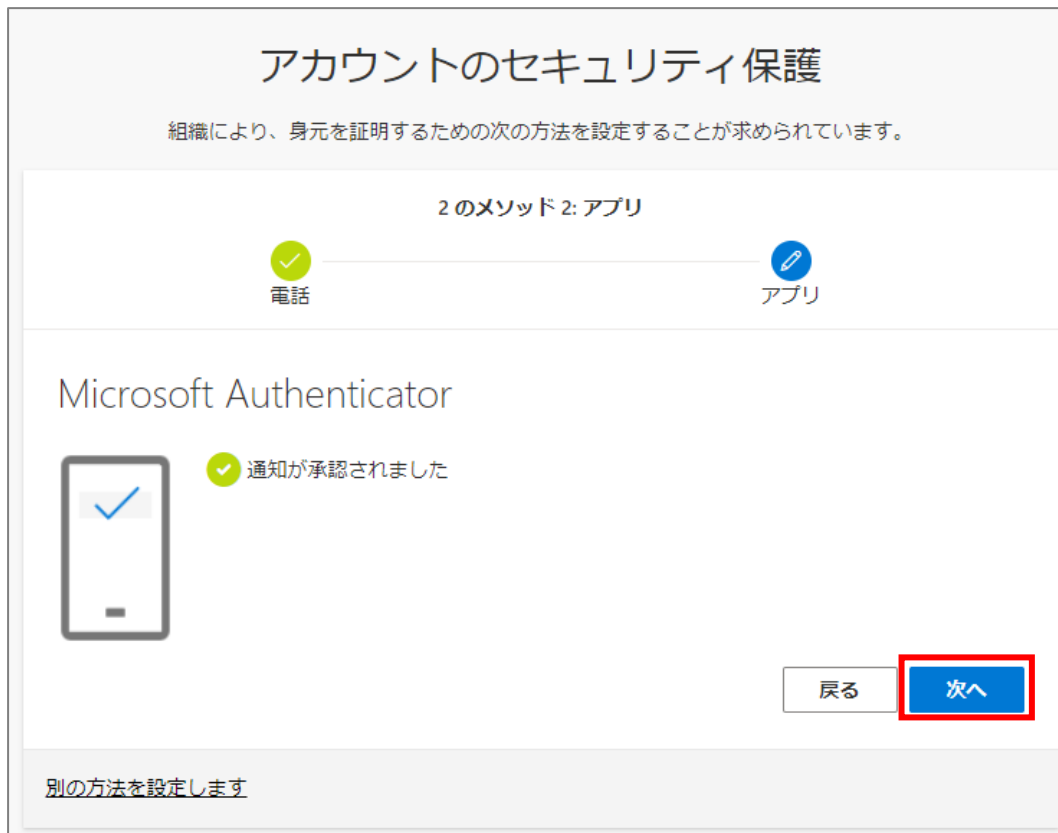 アカウントのセキュリティ保護
組織により、身元を証明するための次の方法を設定することが求められています。
2 のメソッド 2: アプリ
電話
アプリ
Microsoft Authenticator
通知が承認されました
戻る
次へ
別の方法を設定します